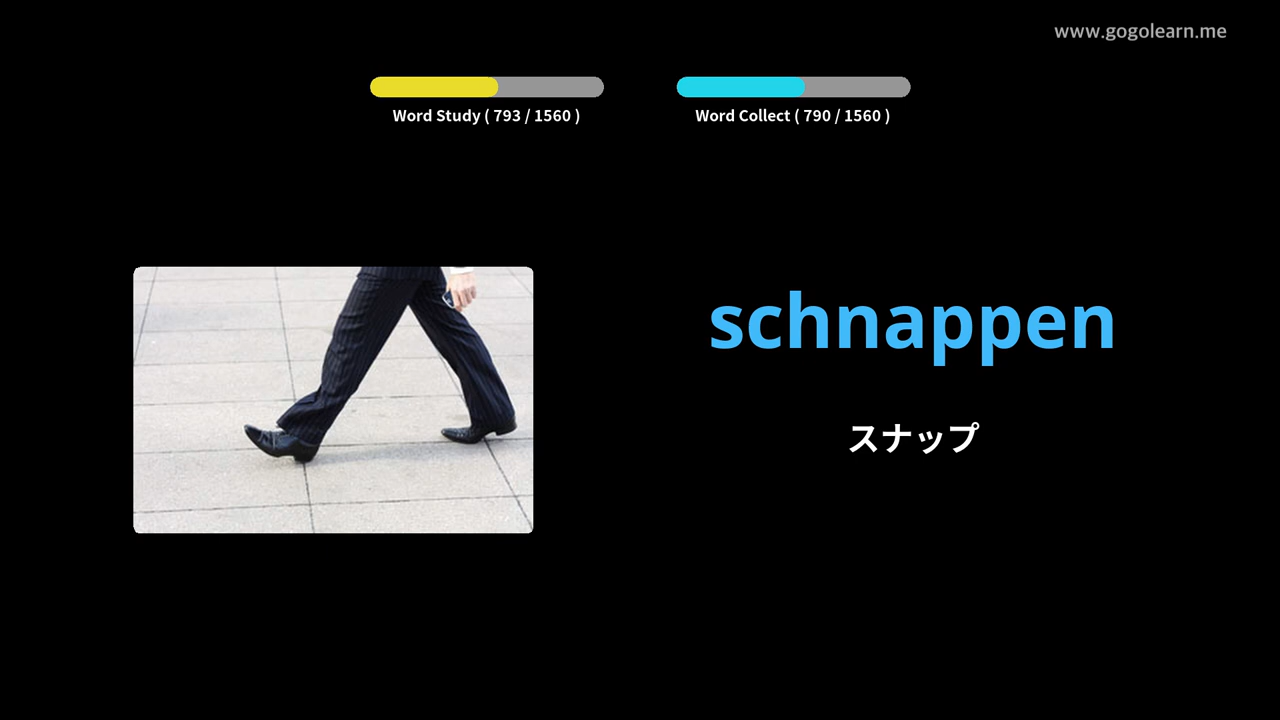 www.gogolearn.me
Word Study ( 793 / 1560 )
Word Collect ( 790 / 1560 )
schnappen
スナップ